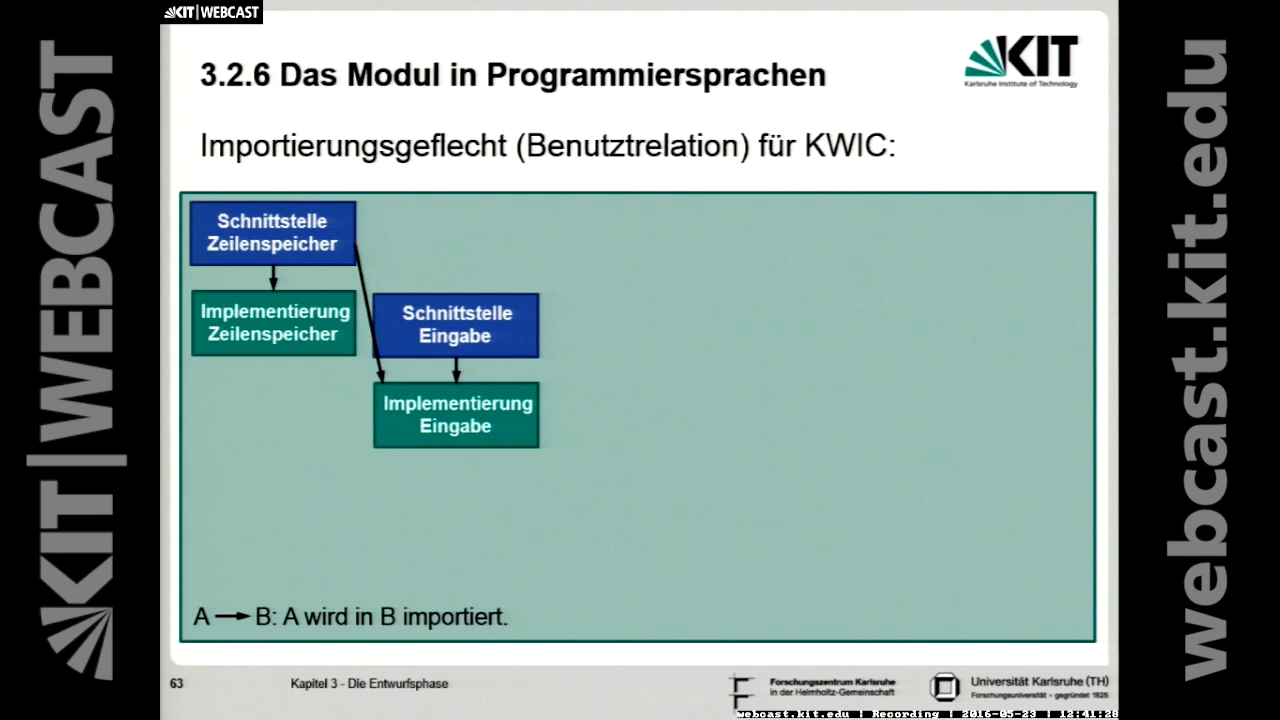 KIT|WEBCAST
3.2.6 Das Modul in Programmiersprachen
KIT
Karlsruhe Institute of Technology
Importierungsgeflecht (Benutztrelation) für KWIC:
Schnittstelle
Zeilenspeicher
Implementierung
Zeilenspeicher
Schnittstelle
Eingabe
Implementierung
Eingabe
A → B: A wird in B importiert.
63
Kapitel 3 - Die Entwurfsphase
Forschungszentrum Karlsruhe
in der Helmholtz-Gemeinschaft
Universität Karlsruhe (TH)
Forschungsuniversität • gegründet 1825
webcast.kit.edu | Recording | 2016-05-23 | 12:41:28
KIT|WEBCAST
webcast.kit.edu